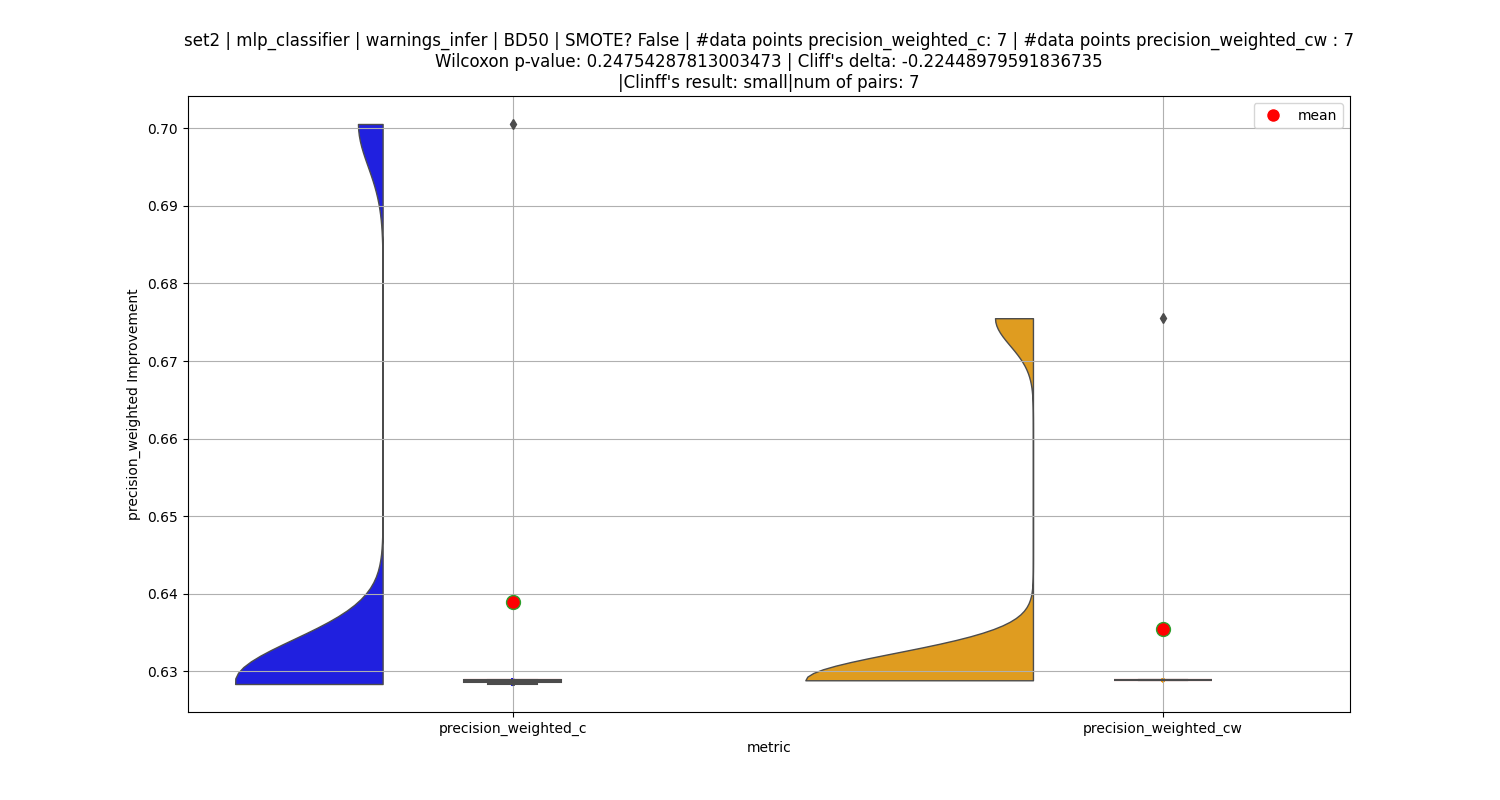 set2 | mlp_classifier | warnings_infer | BD50 | SMOTE? False | #data points precision_weighted_c: 7 | #data points precision_weighted_cw : 7
Wilcoxon p-value: 0.24754287813003473 | Cliff's delta: -0.22448979591836735
|Clinff's result: small|num of pairs: 7
mean
0.70
0.69
0.68
0.67
0.66
0.65
0.64
0.63
precision_weighted Improvement
precision_weighted_c
precision_weighted_cw
metric